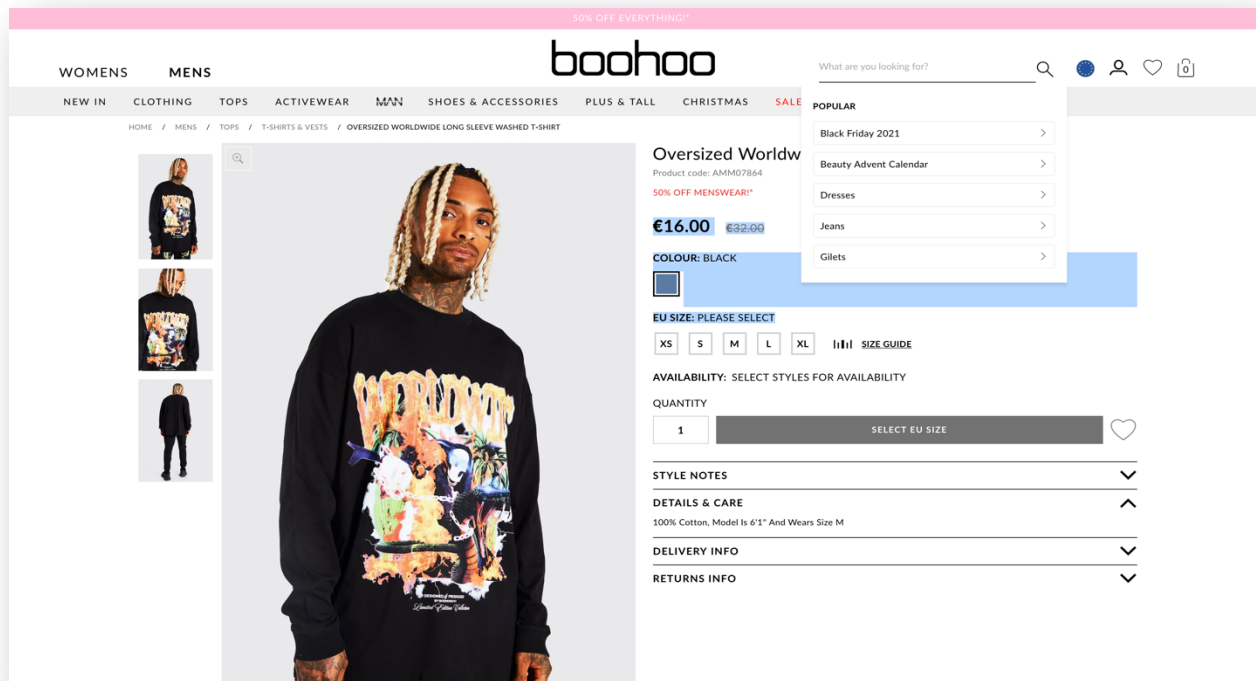 50% OFF EVERYTHING!*
WOMENS MENS
boohoo
What are you looking for?
0
NEW IN CLOTHING TOPS ACTIVEWEAR MAN SHOES & ACCESSORIES PLUS & TALL CHRISTMAS SALE
HOME / MENS / TOPS / T-SHIRTS & VESTS / OVERSIZED WORLDWIDE LONG SLEEVE WASHED T-SHIRT
POPULAR
Black Friday 2021
Beauty Advent Calendar
Dresses
Jeans
Gilets
Oversized Worldw
Product code: AMM07864
50% OFF MENSWEAR!*
€16.00 €32.00
COLOUR: BLACK
EU SIZE: PLEASE SELECT
XS S M L XL SIZE GUIDE
AVAILABILITY: SELECT STYLES FOR AVAILABILITY
QUANTITY
1 SELECT EU SIZE
STYLE NOTES
DETAILS & CARE
100% Cotton, Model Is 6'1" And Wears Size M
DELIVERY INFO
RETURNS INFO
Limited Edition